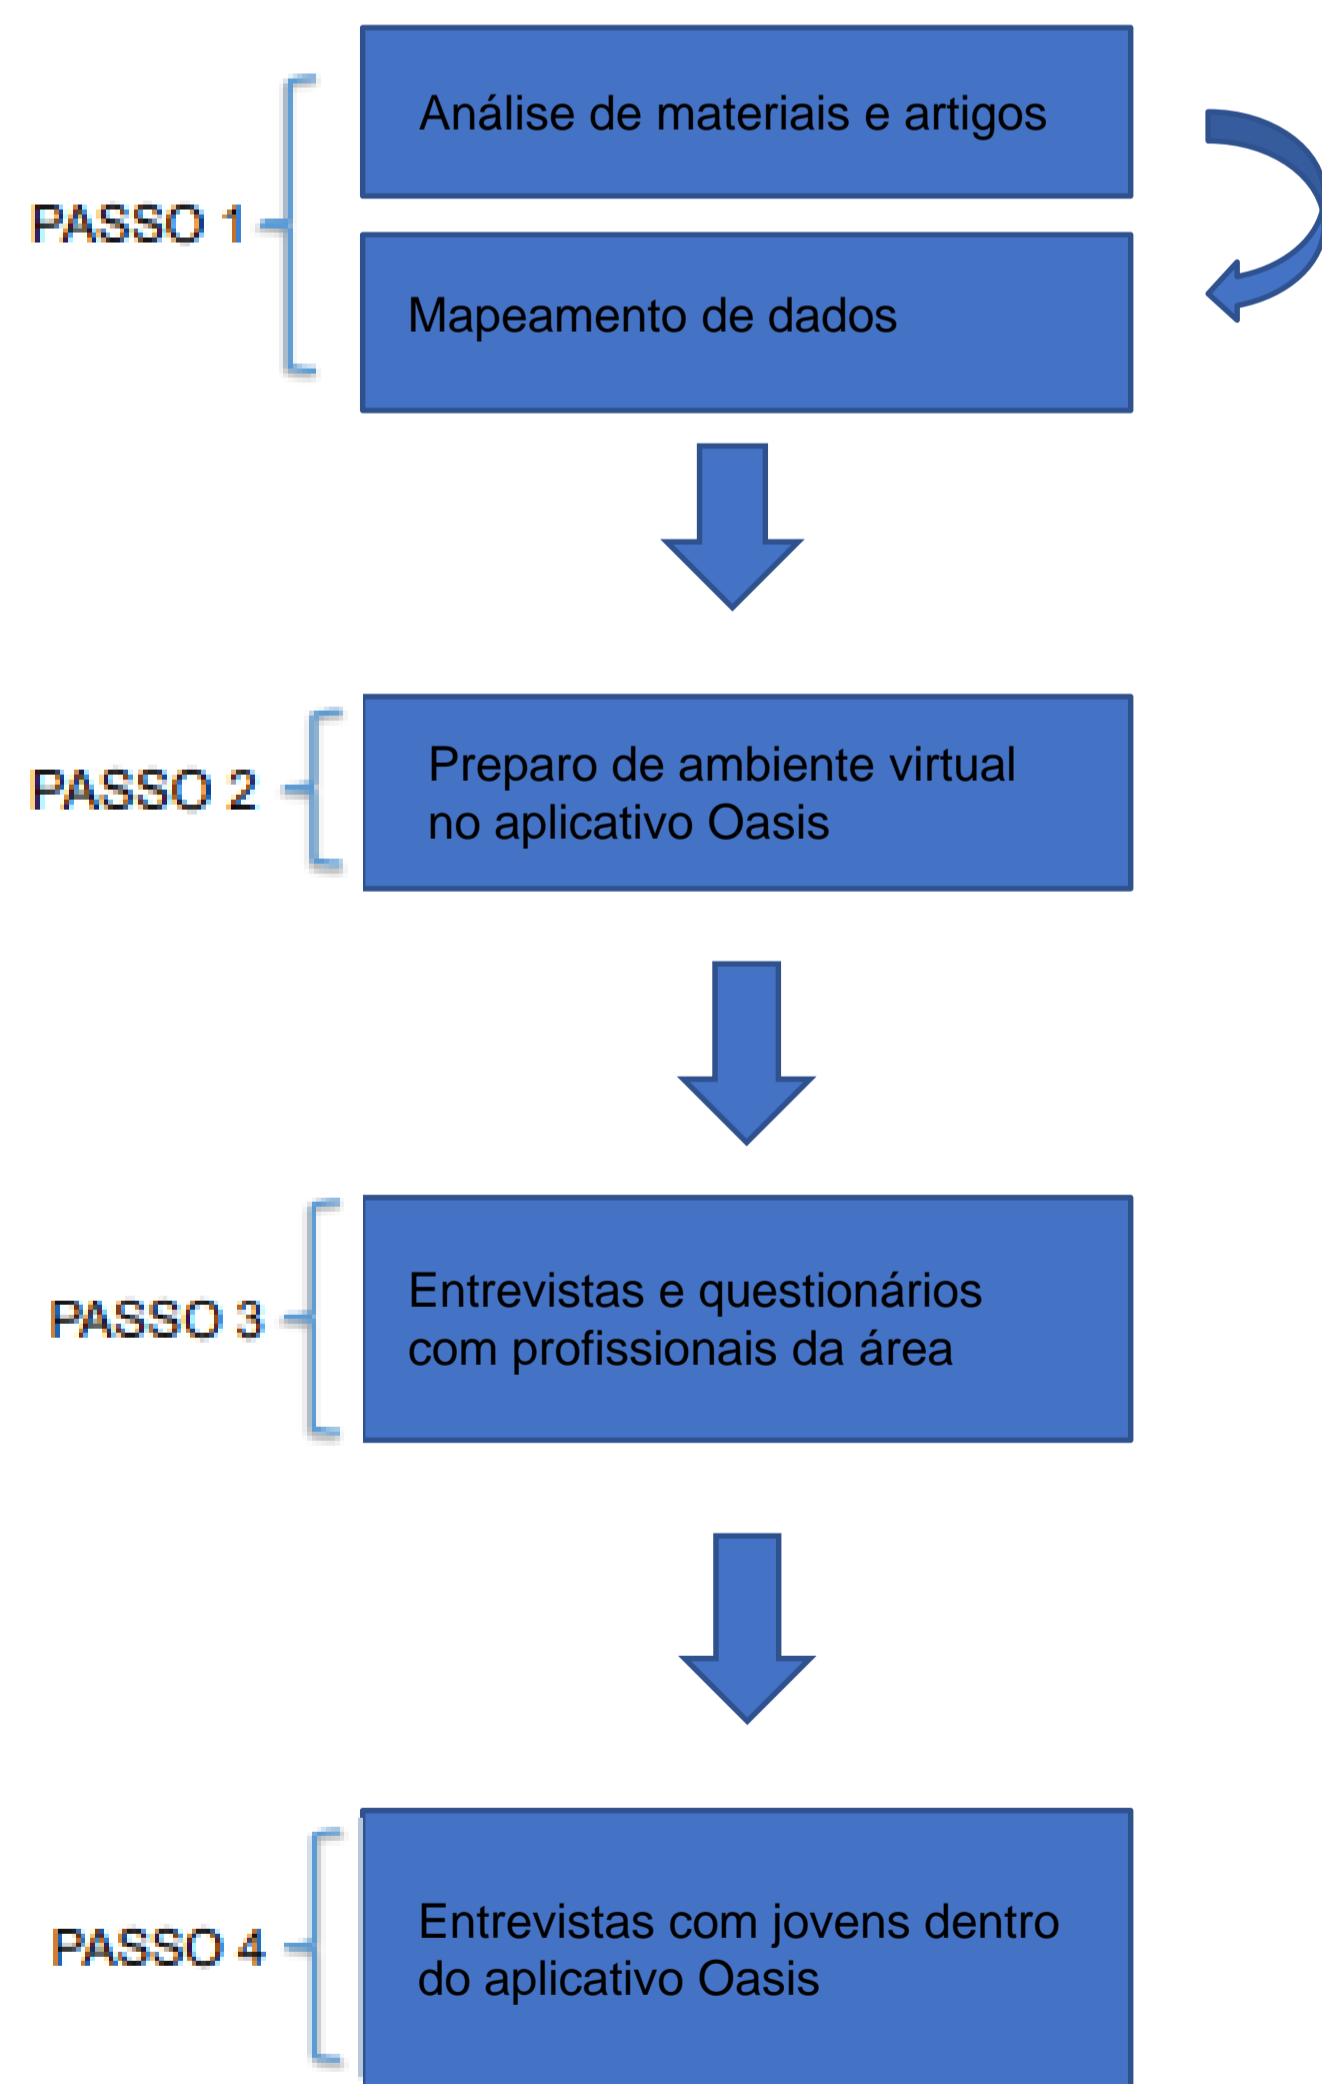 Análise de materiais e artigos
PASSO 1
Mapeamento de dados
PASSO 2
Preparo de ambiente virtual
no aplicativo Oasis
PASSO 3
Entrevistas e questionários
com profissionais da área
PASSO 4
Entrevistas com jovens dentro
do aplicativo Oasis